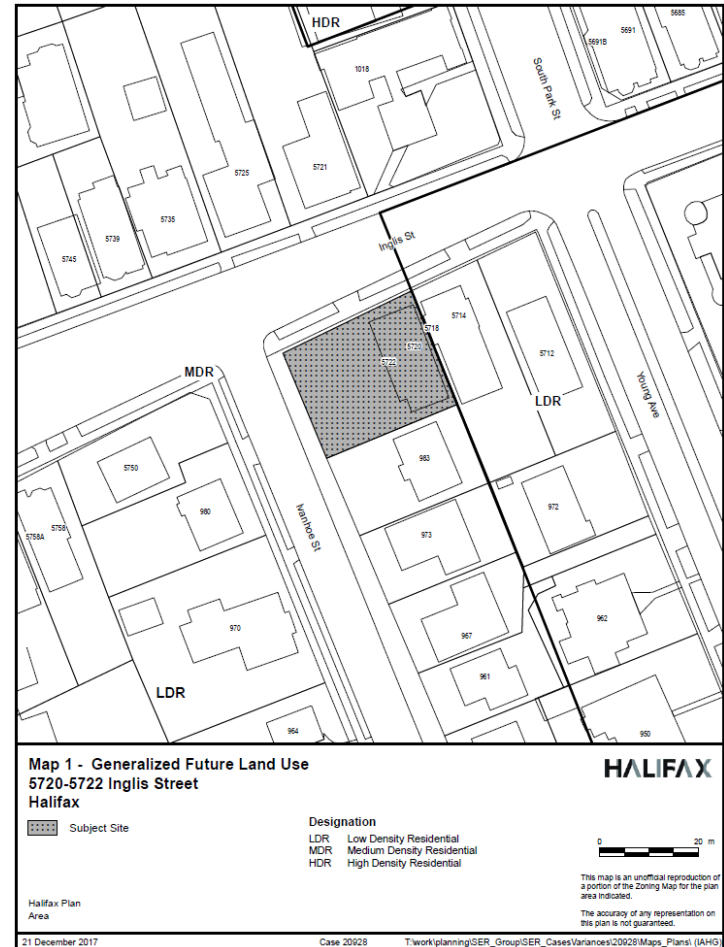 HDR
5685
5691
5691B
1018
South Park St
5721
5725
5735
5739
5745
Inglis St
5714
5718
5720
5722
5712
MDR
LDR
Young Ave
983
5750
980
5758
5758A
Ivanhoe St
973
972
970
967
962
961
LDR
964
950
Map 1 - Generalized Future Land Use
5720-5722 Inglis Street
Halifax
HALIFAX
Subject Site
Designation
LDR Low Density Residential
MDR Medium Density Residential
HDR High Density Residential
0 20 m
This map is an unofficial reproduction of
a portion of the Zoning Map for the plan
area indicated.
The accuracy of any representation on
this plan is not guaranteed.
Halifax Plan
Area
21 December 2017 Case 20928 T:\work\planning\SER_Group\SER_CasesVariances\20928\Maps_Plans\ (IAHG)